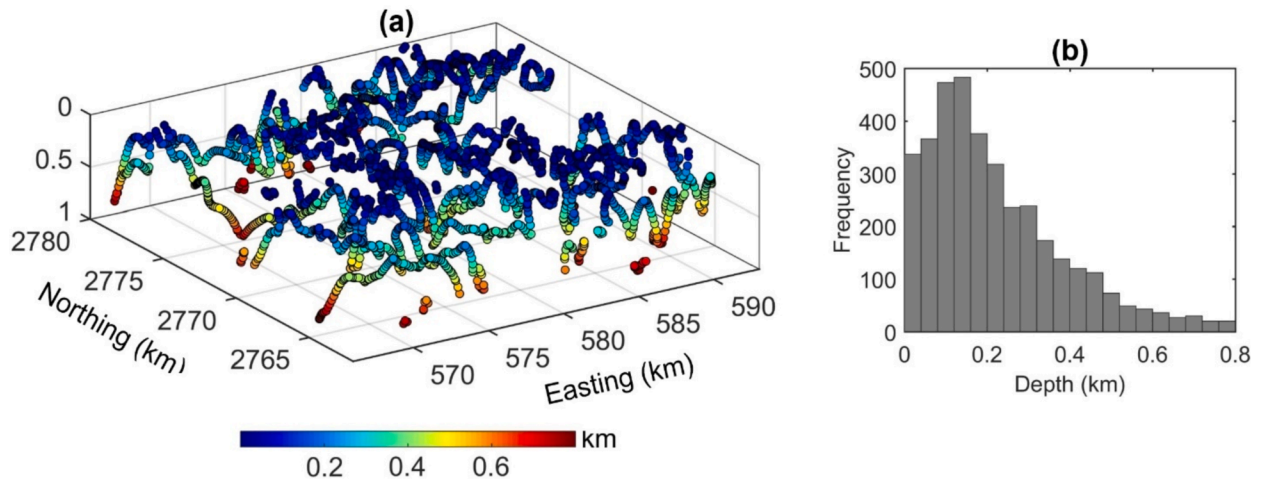 (a)
0
0.5
1
2780
2775
2770
2765
Northing (km)
570
575
580
585
590
Easting (km)
0.2 0.4 0.6 km
(b)
500
400
300
200
100
0
Frequency
0 0.2 0.4 0.6 0.8
Depth (km)